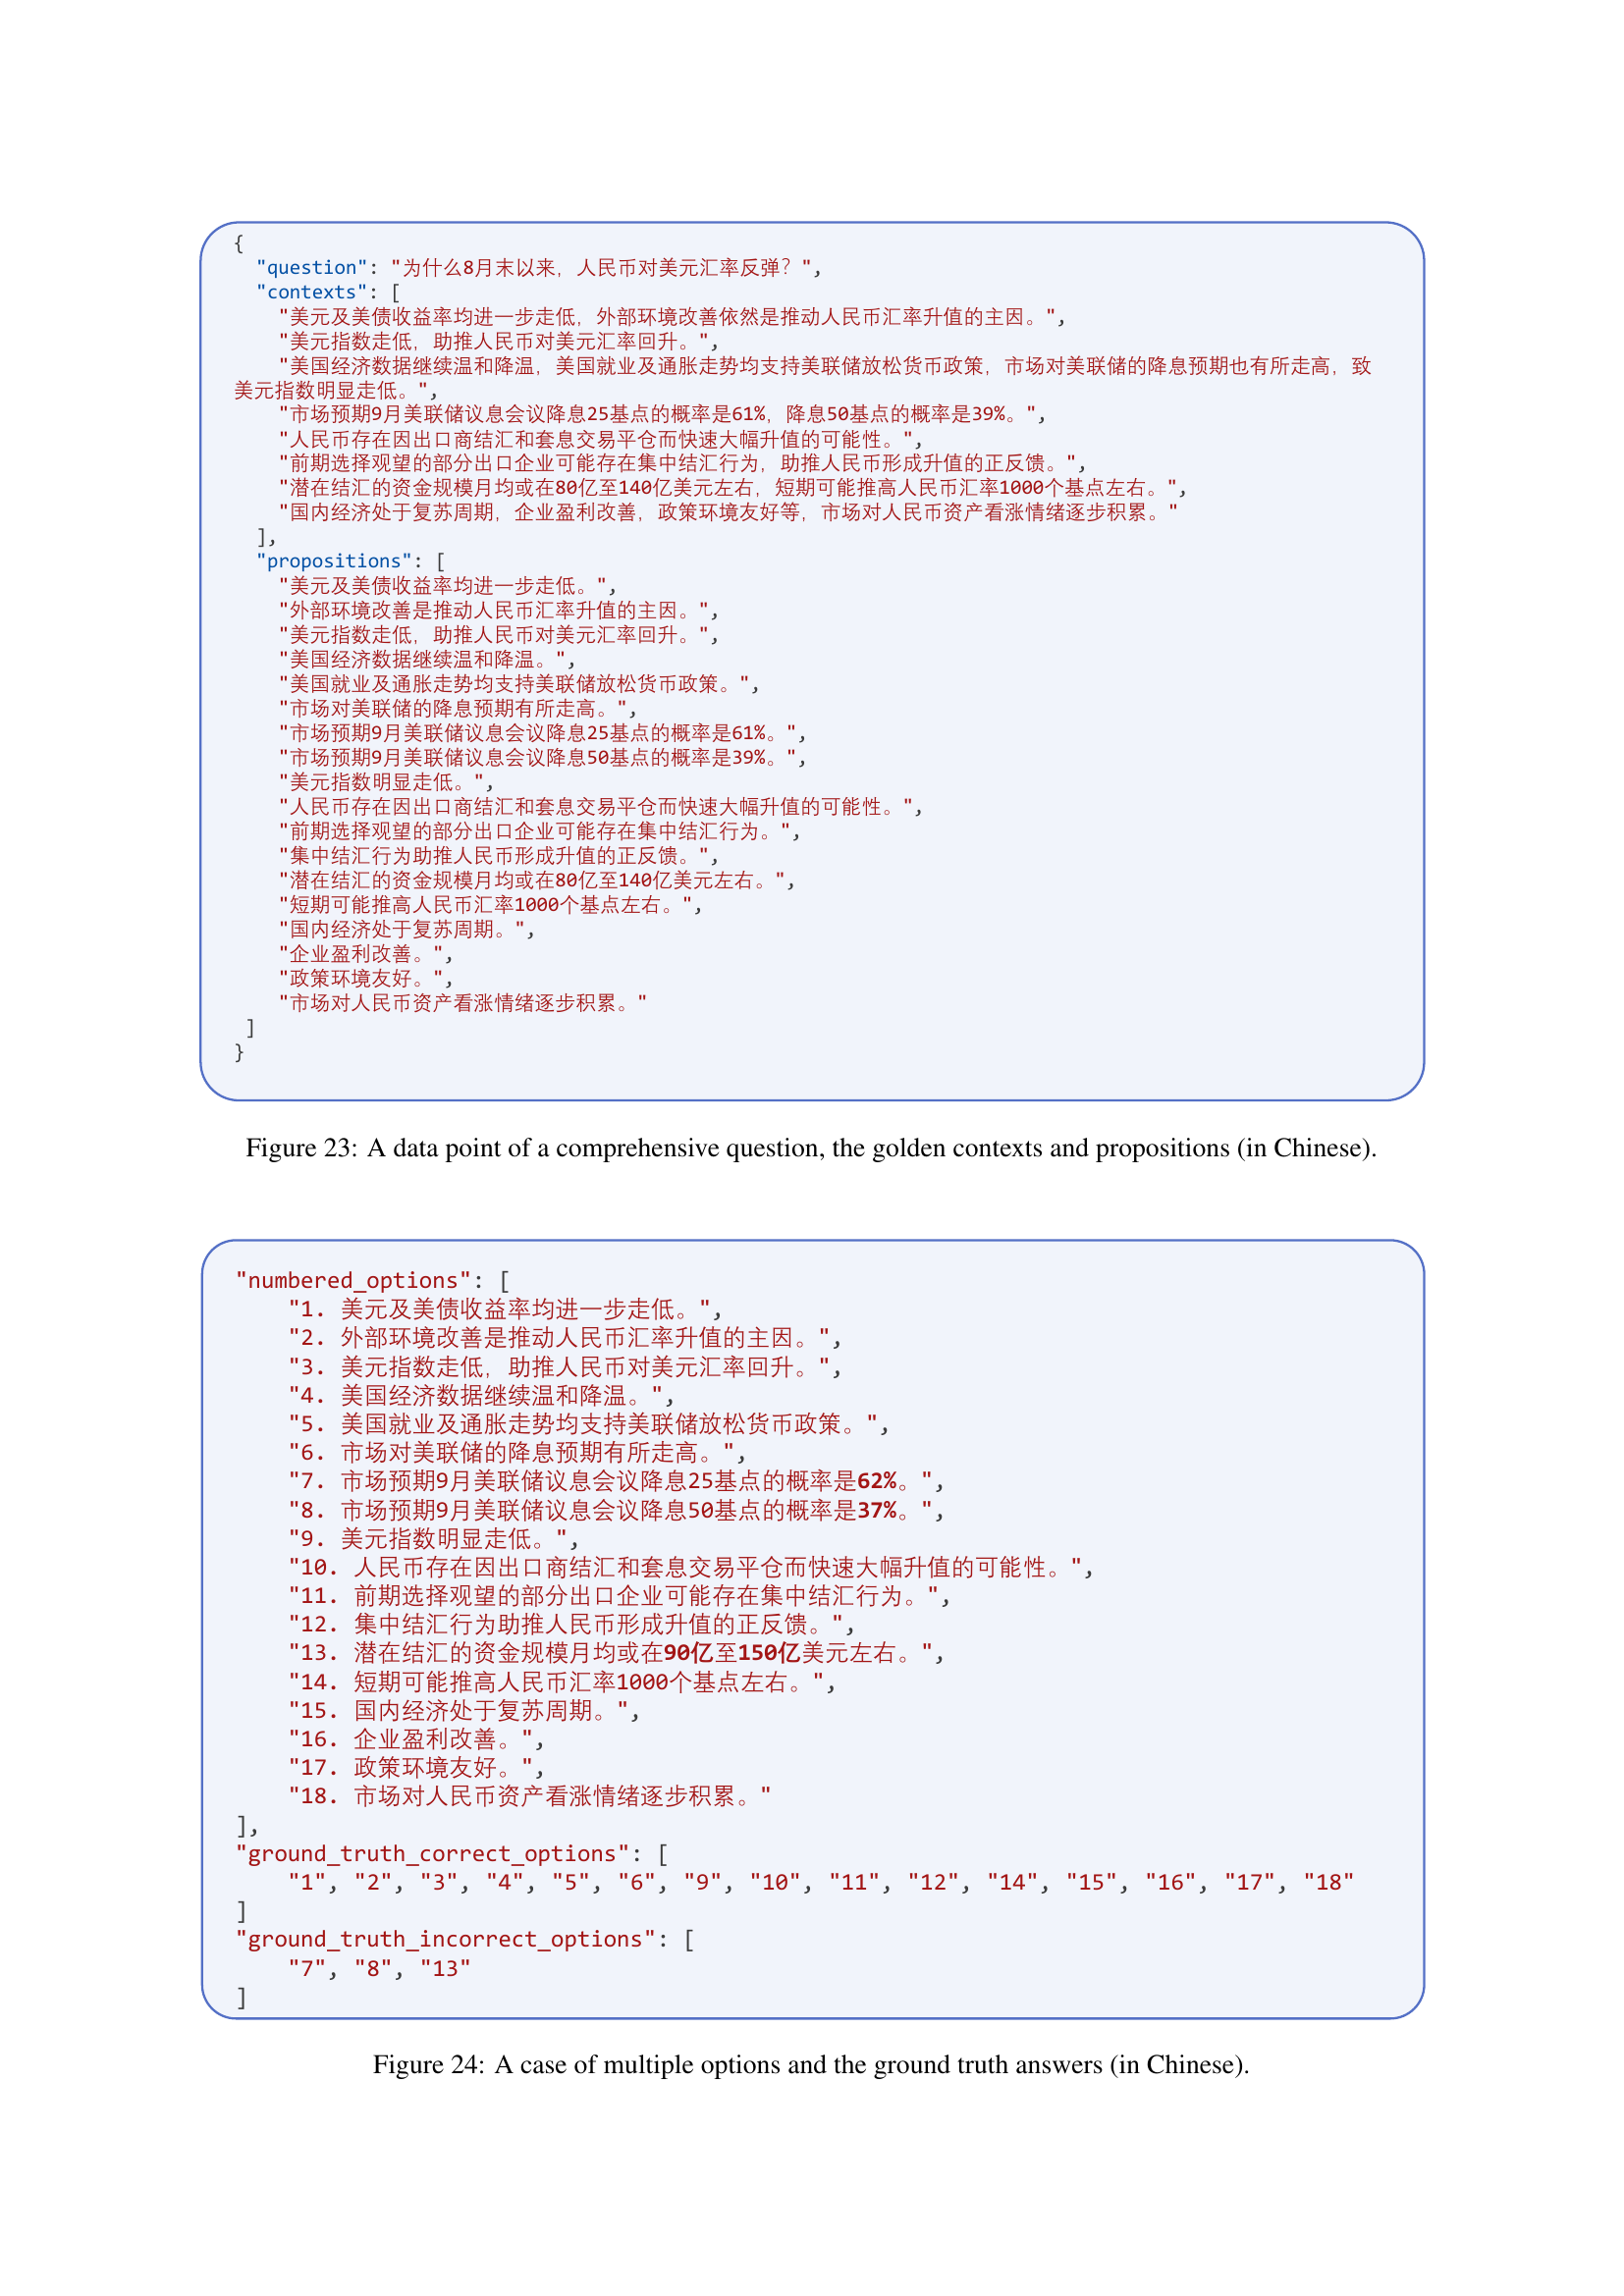 {
"question": "为什么8月末以来，人民币对美元汇率反弹？",
"contexts": [
"美元及美债收益率均进一步走低，外部环境改善依然是推动人民币汇率升值的主因。",
"美元指数走低，助推人民币对美元汇率回升。",
"美国经济数据继续温和降温，美国就业及通胀走势均支持美联储放松货币政策，市场对美联储的降息预期也有所走高，致
美元指数明显走低。",
"市场预期9月美联储议息会议降息25基点的概率是61%，降息50基点的概率是39%。",
"人民币存在因出口商结汇和套息交易平仓而快速大幅升值的可能性。",
"前期选择观望的部分出口企业可能存在集中结汇行为，助推人民币形成升值的正反馈。",
"潜在结汇的资金规模月均或在80亿至140亿美元左右，短期可能推高人民币汇率1000个基点左右。",
"国内经济处于复苏周期，企业盈利改善，政策环境友好等，市场对人民币资产看涨情绪逐步积累。"
],
"propositions": [
"美元及美债收益率均进一步走低。",
"外部环境改善是推动人民币汇率升值的主因。",
"美元指数走低，助推人民币对美元汇率回升。",
"美国经济数据继续温和降温。",
"美国就业及通胀走势均支持美联储放松货币政策。",
"市场对美联储的降息预期有所走高。",
"市场预期9月美联储议息会议降息25基点的概率是61%。",
"市场预期9月美联储议息会议降息50基点的概率是39%。",
"美元指数明显走低。",
"人民币存在因出口商结汇和套息交易平仓而快速大幅升值的可能性。",
"前期选择观望的部分出口企业可能存在集中结汇行为。",
"集中结汇行为助推人民币形成升值的正反馈。",
"潜在结汇的资金规模月均或在80亿至140亿美元左右。",
"短期可能推高人民币汇率1000个基点左右。",
"国内经济处于复苏周期。",
"企业盈利改善。",
"政策环境友好。",
"市场对人民币资产看涨情绪逐步积累。"
]
}
Figure 23: A data point of a comprehensive question, the golden contexts and propositions (in Chinese).
"numbered_options": [
"1. 美元及美债收益率均进一步走低。",
"2. 外部环境改善是推动人民币汇率升值的主因。",
"3. 美元指数走低，助推人民币对美元汇率回升。",
"4. 美国经济数据继续温和降温。",
"5. 美国就业及通胀走势均支持美联储放松货币政策。",
"6. 市场对美联储的降息预期有所走高。",
"7. 市场预期9月美联储议息会议降息25基点的概率是62%。",
"8. 市场预期9月美联储议息会议降息50基点的概率是37%。",
"9. 美元指数明显走低。",
"10. 人民币存在因出口商结汇和套息交易平仓而快速大幅升值的可能性。",
"11. 前期选择观望的部分出口企业可能存在集中结汇行为。",
"12. 集中结汇行为助推人民币形成升值的正反馈。",
"13. 潜在结汇的资金规模月均或在90亿至150亿美元左右。",
"14. 短期可能推高人民币汇率1000个基点左右。",
"15. 国内经济处于复苏周期。",
"16. 企业盈利改善。",
"17. 政策环境友好。",
"18. 市场对人民币资产看涨情绪逐步积累。"
],
"ground_truth_correct_options": [
"1", "2", "3", "4", "5", "6", "9", "10", "11", "12", "14", "15", "16", "17", "18"
]
"ground_truth_incorrect_options": [
"7", "8", "13"
]
Figure 24: A case of multiple options and the ground truth answers (in Chinese).